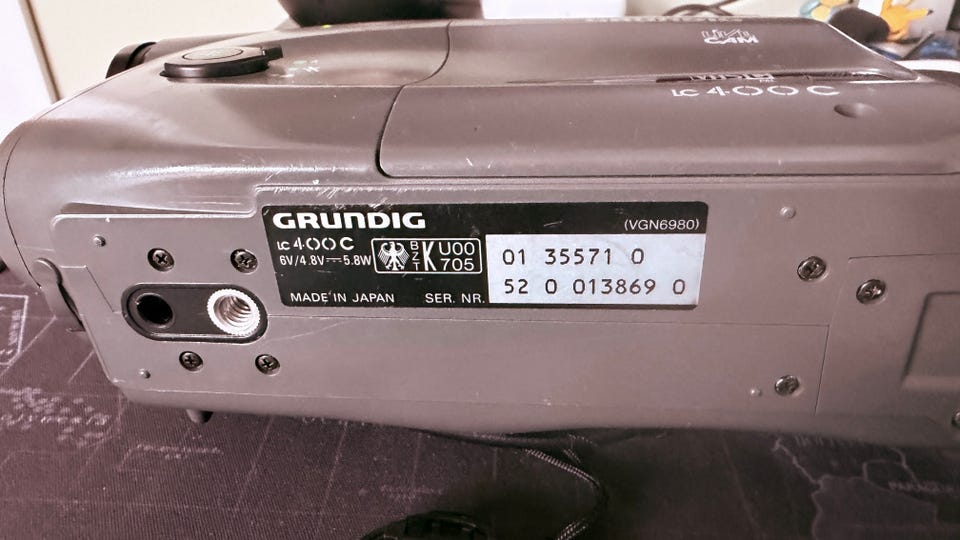 CAM
LC 400 C
GRUNDIG
(VGN6980)
LC 400 C
6V/4.8V⎓5.8W
BZT K U00 705
01 35571 0
52 0 013869 0
MADE IN JAPAN
SER. NR.